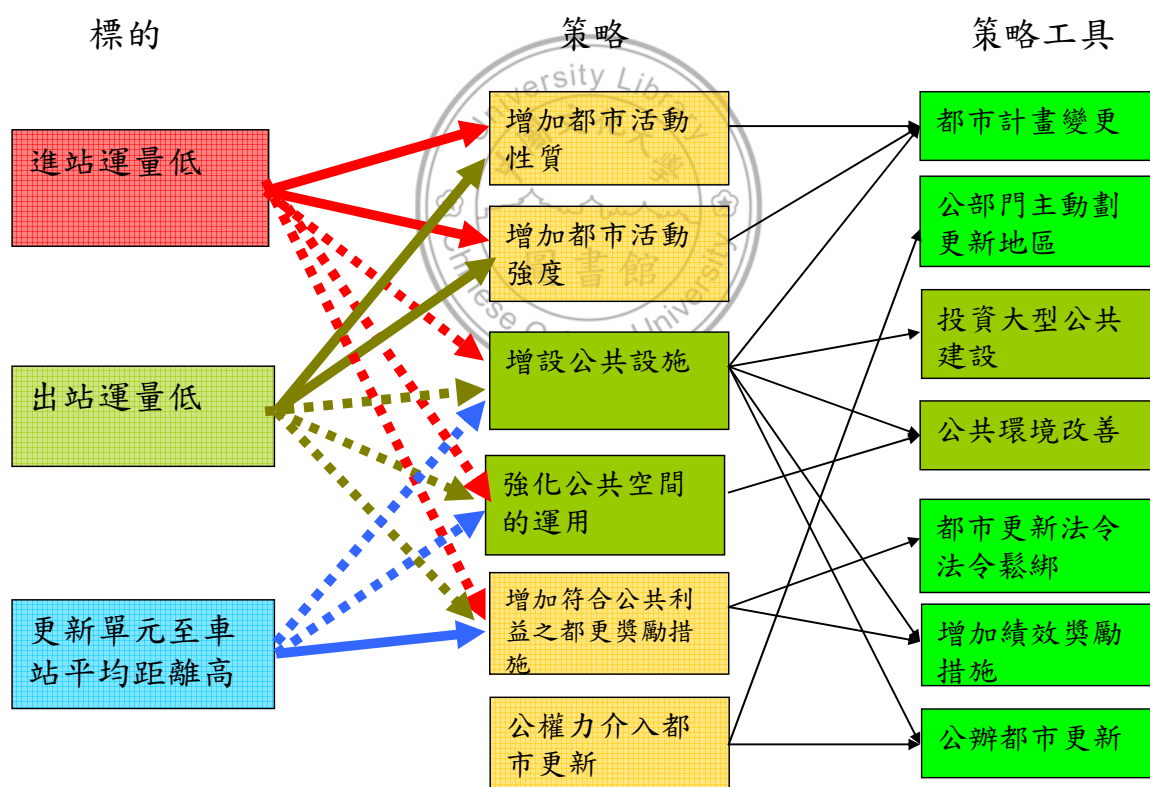 標的
策略
策略工具
進站運量低
出站運量低
更新單元至車
站平均距離高
增加都市活動
性質
增加都市活動
強度
增設公共設施
強化公共空間
的運用
增加符合公共利
益之都更獎勵措
施
公權力介入都
市更新
都市計畫變更
公部門主動劃
更新地區
投資大型公共
建設
公共環境改善
都市更新法令
法令鬆綁
增加績效獎勵
措施
公辦都市更新
University Library
Chinese Culture University